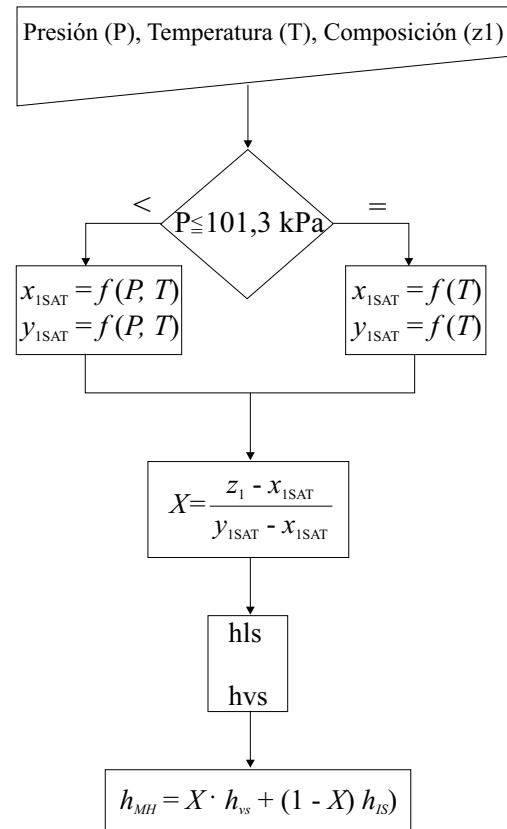 Presión (P), Temperatura (T), Composición (z1)
< P≦101,3 kPa =
x1SAT = f (P, T)
y1SAT = f (P, T)
x1SAT = f (T)
y1SAT = f (T)
X= z1 - x1SAT
y1SAT - x1SAT
hls
hvs
hMH = X· hvs + (1 - X) hIS)